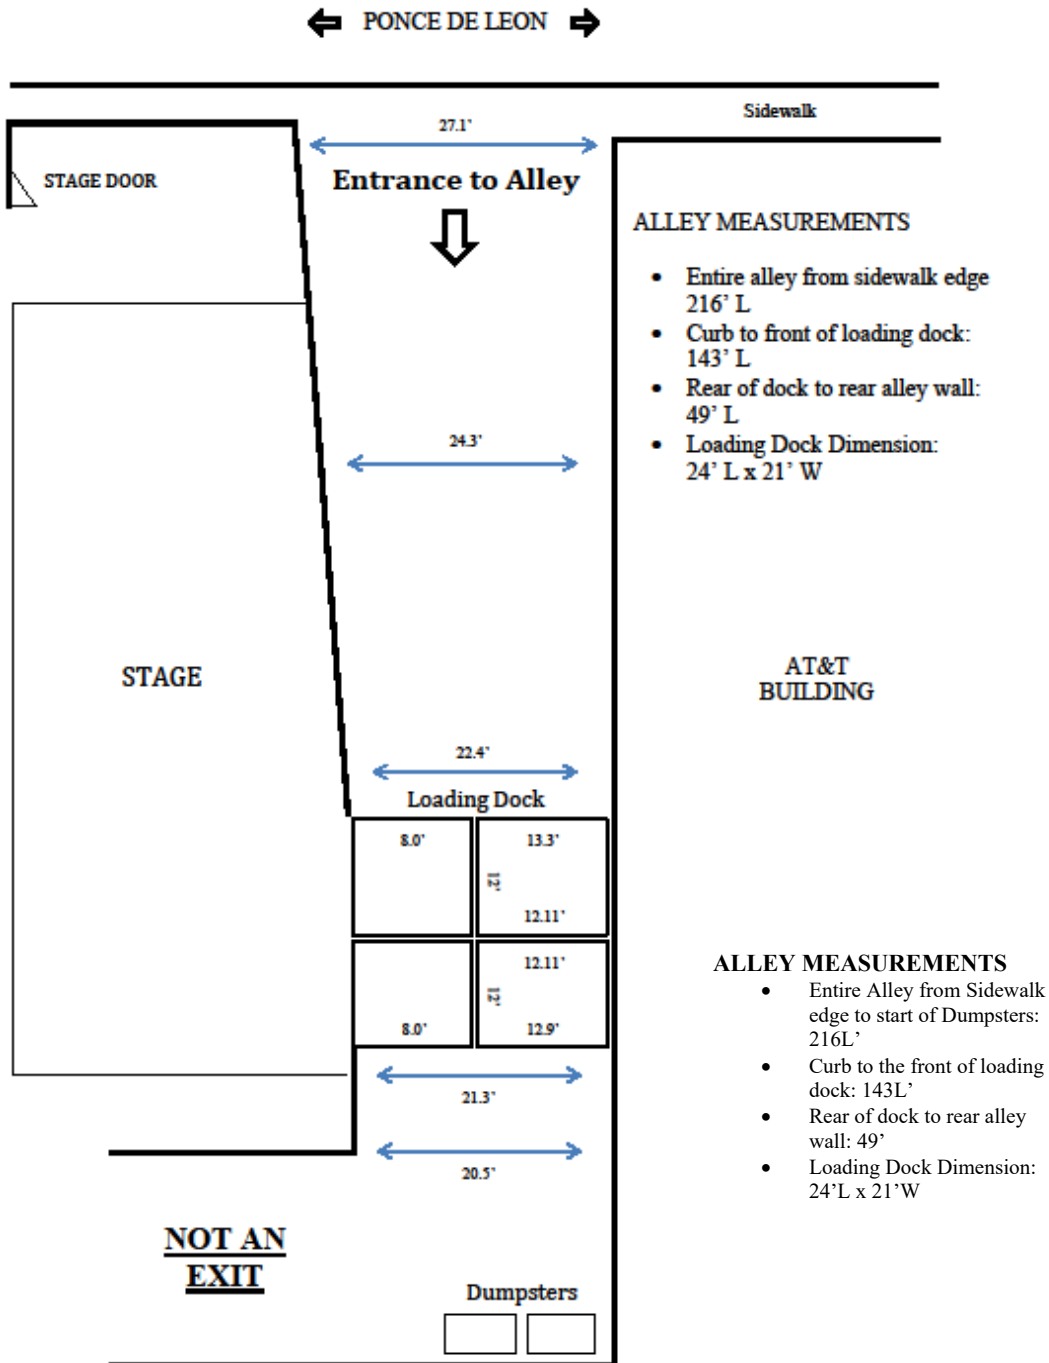 PONCE DE LEON
Sidewalk
27.1'
STAGE DOOR
Entrance to Alley
ALLEY MEASUREMENTS
• Entire alley from sidewalk edge
216’ L
• Curb to front of loading dock:
143’ L
• Rear of dock to rear alley wall:
49’ L
• Loading Dock Dimension:
24’ L x 21’ W
24.3'
STAGE
AT&T
BUILDING
22.4'
Loading Dock
8.0'
13.3'
12'
12.11'
12.11'
12'
8.0'
12.9'
21.3'
20.5'
ALLEY MEASUREMENTS
• Entire Alley from Sidewalk
edge to start of Dumpsters:
216L’
• Curb to the front of loading
dock: 143L’
• Rear of dock to rear alley
wall: 49’
• Loading Dock Dimension:
24’L x 21’W
NOT AN
EXIT
Dumpsters